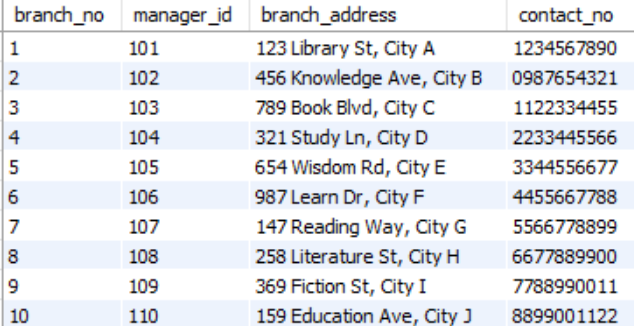 branch_no manager_id branch_address contact_no
1 101 123 Library St, City A 1234567890
2 102 456 Knowledge Ave, City B 0987654321
3 103 789 Book Blvd, City C 1122334455
4 104 321 Study Ln, City D 2233445566
5 105 654 Wisdom Rd, City E 3344556677
6 106 987 Learn Dr, City F 4455667788
7 107 147 Reading Way, City G 5566778899
8 108 258 Literature St, City H 6677889900
9 109 369 Fiction St, City I 7788990011
10 110 159 Education Ave, City J 8899001122